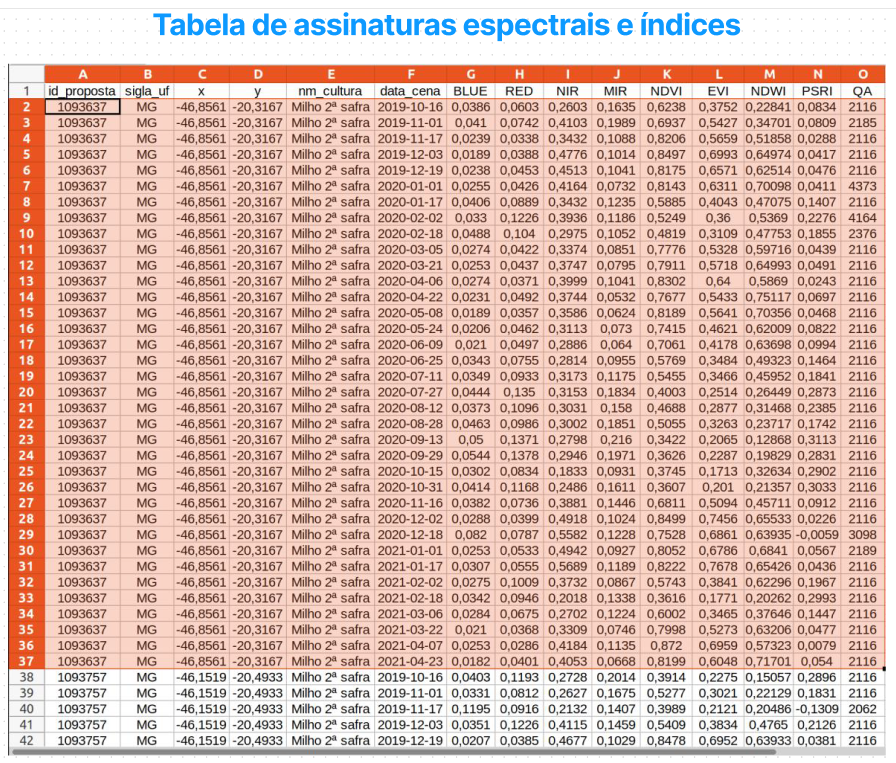 Tabela de assinaturas espectrais e índices
A B C D E F G H I J K L M N O
1 id_proposta sigla_uf x y nm_cultura data_cena BLUE RED NIR MIR NDVI EVI NDWI PSRI QA
2 1093637 MG -46,8561 -20,3167 Milho 2ª safra 2019-10-16 0,0386 0,0603 0,2603 0,1635 0,6238 0,3752 0,22841 0,0834 2116
3 1093637 MG -46,8561 -20,3167 Milho 2ª safra 2019-11-01 0,041 0,0742 0,4103 0,1989 0,6937 0,5427 0,34701 0,0809 2185
4 1093637 MG -46,8561 -20,3167 Milho 2ª safra 2019-11-17 0,0239 0,0338 0,3432 0,1088 0,8206 0,5659 0,51858 0,0288 2116
5 1093637 MG -46,8561 -20,3167 Milho 2ª safra 2019-12-03 0,0189 0,0388 0,4776 0,1014 0,8497 0,6993 0,64974 0,0417 2116
6 1093637 MG -46,8561 -20,3167 Milho 2ª safra 2019-12-19 0,0238 0,0453 0,4513 0,1041 0,8175 0,6571 0,62514 0,0476 2116
7 1093637 MG -46,8561 -20,3167 Milho 2ª safra 2020-01-01 0,0255 0,0426 0,4164 0,0732 0,8143 0,6311 0,70098 0,0411 4373
8 1093637 MG -46,8561 -20,3167 Milho 2ª safra 2020-01-17 0,0406 0,0889 0,3432 0,1235 0,5885 0,4043 0,47075 0,1407 2116
9 1093637 MG -46,8561 -20,3167 Milho 2ª safra 2020-02-02 0,033 0,1226 0,3936 0,1186 0,5249 0,36 0,5369 0,2276 4164
10 1093637 MG -46,8561 -20,3167 Milho 2ª safra 2020-02-18 0,0488 0,104 0,2975 0,1052 0,4819 0,3109 0,47753 0,1855 2376
11 1093637 MG -46,8561 -20,3167 Milho 2ª safra 2020-03-05 0,0274 0,0422 0,3374 0,0851 0,7776 0,5328 0,59716 0,0439 2116
12 1093637 MG -46,8561 -20,3167 Milho 2ª safra 2020-03-21 0,0253 0,0437 0,3747 0,0795 0,7911 0,5718 0,64993 0,0491 2116
13 1093637 MG -46,8561 -20,3167 Milho 2ª safra 2020-04-06 0,0274 0,0371 0,3999 0,1041 0,8302 0,64 0,5869 0,0243 2116
14 1093637 MG -46,8561 -20,3167 Milho 2ª safra 2020-04-22 0,0231 0,0492 0,3744 0,0532 0,7677 0,5433 0,75117 0,0697 2116
15 1093637 MG -46,8561 -20,3167 Milho 2ª safra 2020-05-08 0,0189 0,0357 0,3586 0,0624 0,8189 0,5641 0,70356 0,0468 2116
16 1093637 MG -46,8561 -20,3167 Milho 2ª safra 2020-05-24 0,0206 0,0462 0,3113 0,073 0,7415 0,4621 0,62009 0,0822 2116
17 1093637 MG -46,8561 -20,3167 Milho 2ª safra 2020-06-09 0,021 0,0497 0,2886 0,064 0,7061 0,4178 0,63698 0,0994 2116
18 1093637 MG -46,8561 -20,3167 Milho 2ª safra 2020-06-25 0,0343 0,0755 0,2814 0,0955 0,5769 0,3484 0,49323 0,1464 2116
19 1093637 MG -46,8561 -20,3167 Milho 2ª safra 2020-07-11 0,0349 0,0933 0,3173 0,1175 0,5455 0,3466 0,45952 0,1841 2116
20 1093637 MG -46,8561 -20,3167 Milho 2ª safra 2020-07-27 0,0444 0,135 0,3153 0,1834 0,4003 0,2514 0,26449 0,2873 2116
21 1093637 MG -46,8561 -20,3167 Milho 2ª safra 2020-08-12 0,0373 0,1096 0,3031 0,158 0,4688 0,2877 0,31468 0,2385 2116
22 1093637 MG -46,8561 -20,3167 Milho 2ª safra 2020-08-28 0,0463 0,0986 0,3002 0,1851 0,5055 0,3263 0,23717 0,1742 2116
23 1093637 MG -46,8561 -20,3167 Milho 2ª safra 2020-09-13 0,05 0,1371 0,2798 0,216 0,3422 0,2065 0,12868 0,3113 2116
24 1093637 MG -46,8561 -20,3167 Milho 2ª safra 2020-09-29 0,0544 0,1378 0,2946 0,1971 0,3626 0,2287 0,19829 0,2831 2116
25 1093637 MG -46,8561 -20,3167 Milho 2ª safra 2020-10-15 0,0302 0,0834 0,1833 0,0931 0,3745 0,1713 0,32634 0,2902 2116
26 1093637 MG -46,8561 -20,3167 Milho 2ª safra 2020-10-31 0,0414 0,1168 0,2486 0,1611 0,3607 0,201 0,21357 0,3033 2116
27 1093637 MG -46,8561 -20,3167 Milho 2ª safra 2020-11-16 0,0382 0,0736 0,3881 0,1446 0,6811 0,5094 0,45711 0,0912 2116
28 1093637 MG -46,8561 -20,3167 Milho 2ª safra 2020-12-02 0,0288 0,0399 0,4918 0,1024 0,8499 0,7456 0,65533 0,0226 2116
29 1093637 MG -46,8561 -20,3167 Milho 2ª safra 2020-12-18 0,082 0,0787 0,5582 0,1228 0,7528 0,6861 0,63935 -0,0059 3098
30 1093637 MG -46,8561 -20,3167 Milho 2ª safra 2021-01-01 0,0253 0,0533 0,4942 0,0927 0,8052 0,6786 0,6841 0,0567 2189
31 1093637 MG -46,8561 -20,3167 Milho 2ª safra 2021-01-17 0,0307 0,0555 0,5689 0,1189 0,8222 0,7678 0,65426 0,0436 2116
32 1093637 MG -46,8561 -20,3167 Milho 2ª safra 2021-02-02 0,0275 0,1009 0,3732 0,0867 0,5743 0,3841 0,62296 0,1967 2116
33 1093637 MG -46,8561 -20,3167 Milho 2ª safra 2021-02-18 0,0342 0,0946 0,2018 0,1338 0,3616 0,1771 0,20262 0,2993 2116
34 1093637 MG -46,8561 -20,3167 Milho 2ª safra 2021-03-06 0,0284 0,0675 0,2702 0,1224 0,6002 0,3465 0,37646 0,1447 2116
35 1093637 MG -46,8561 -20,3167 Milho 2ª safra 2021-03-22 0,021 0,0368 0,3309 0,0746 0,7998 0,5273 0,63206 0,0477 2116
36 1093637 MG -46,8561 -20,3167 Milho 2ª safra 2021-04-07 0,0253 0,0286 0,4184 0,1135 0,872 0,6959 0,57323 0,0079 2116
37 1093637 MG -46,8561 -20,3167 Milho 2ª safra 2021-04-23 0,0182 0,0401 0,4053 0,0668 0,8199 0,6048 0,71701 0,054 2116
38 1093757 MG -46,1519 -20,4933 Milho 2ª safra 2019-10-16 0,0403 0,1193 0,2728 0,2014 0,3914 0,2275 0,15057 0,2896 2116
39 1093757 MG -46,1519 -20,4933 Milho 2ª safra 2019-11-01 0,0331 0,0812 0,2627 0,1675 0,5277 0,3021 0,22129 0,1831 2116
40 1093757 MG -46,1519 -20,4933 Milho 2ª safra 2019-11-17 0,1195 0,0916 0,2132 0,1407 0,3989 0,2121 0,20486 -0,1309 2062
41 1093757 MG -46,1519 -20,4933 Milho 2ª safra 2019-12-03 0,0351 0,1226 0,4115 0,1459 0,5409 0,3834 0,4765 0,2126 2116
42 1093757 MG -46,1519 -20,4933 Milho 2ª safra 2019-12-19 0,0207 0,0385 0,4677 0,1029 0,8478 0,6952 0,63933 0,0381 2116